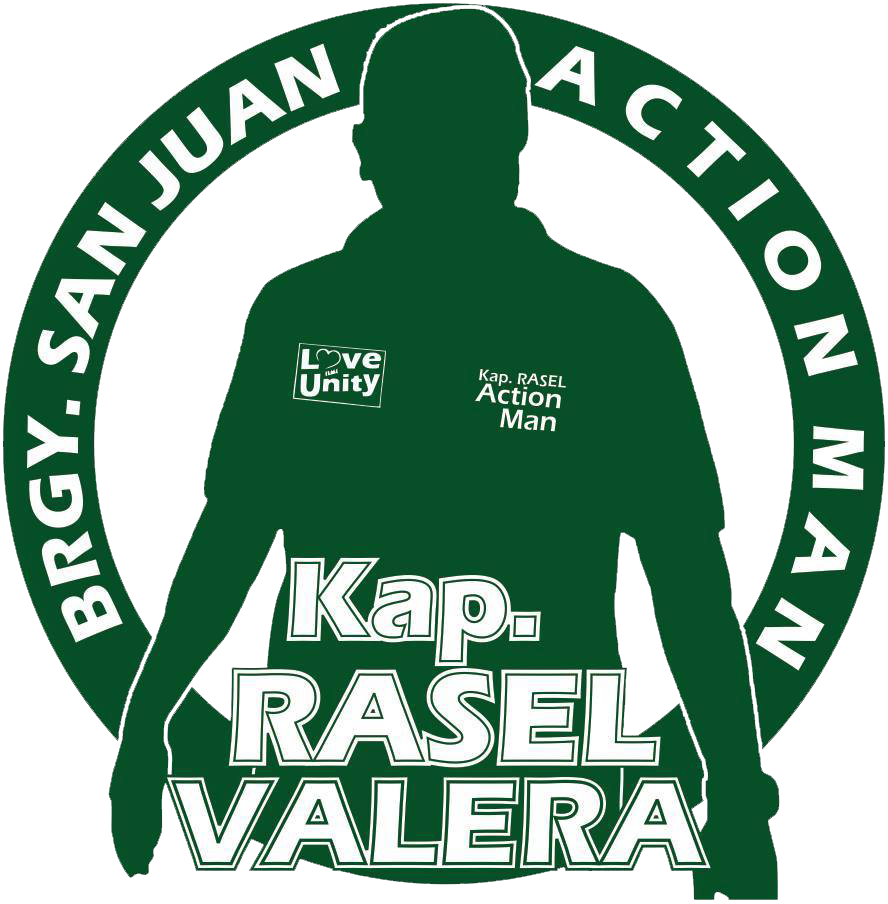 BRGY. SAN JUAN ACTION MAN
Love
Unity
Kap. RASEL
Action
Man
Kap.
RASEL
VALERA